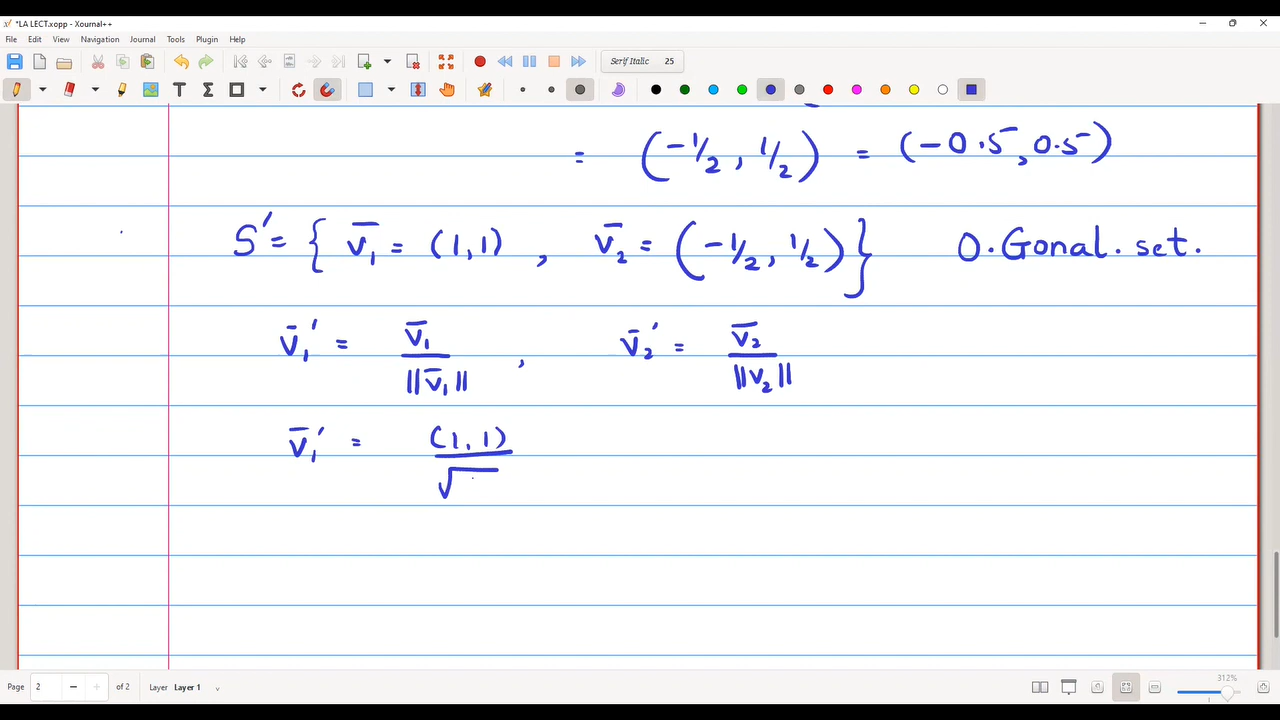 *LA LECT.xopp - Xournal++
File Edit View Navigation Journal Tools Plugin Help
Serif Italic 25
= (-1/2, 1/2) = (-0.5, 0.5)
S' = { v̄₁ = (1,1) , v̄₂ = (-1/2, 1/2) } O.Gonal. set.
v̄₁' = v̄₁ / ||v̄₁|| , v̄₂' = v̄₂ / ||v₂||
v̄₁' = (1,1) / √
Page 2 of 2 Layer Layer 1 312%